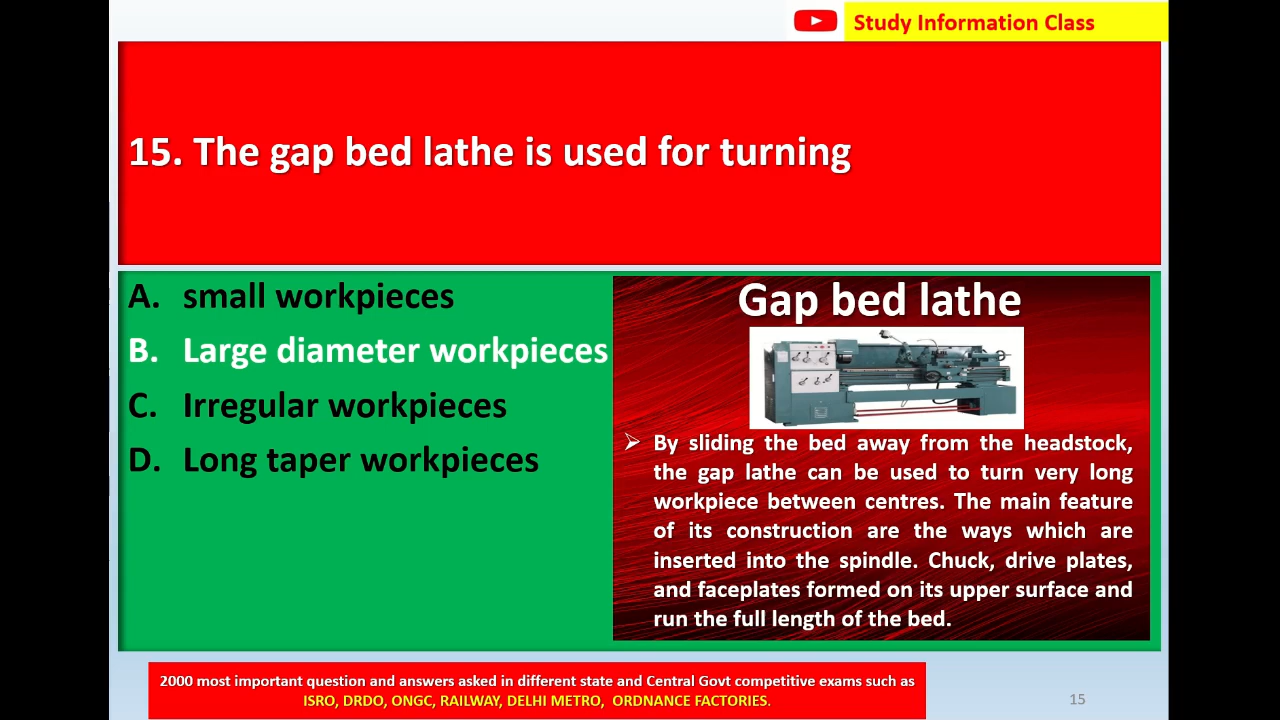 Study Information Class
15. The gap bed lathe is used for turning
A. small workpieces
B. Large diameter workpieces
C. Irregular workpieces
D. Long taper workpieces
Gap bed lathe
➢ By sliding the bed away from the headstock,
the gap lathe can be used to turn very long
workpiece between centres. The main feature
of its construction are the ways which are
inserted into the spindle. Chuck, drive plates,
and faceplates formed on its upper surface and
run the full length of the bed.
2000 most important question and answers asked in different state and Central Govt competitive exams such as
ISRO, DRDO, ONGC, RAILWAY, DELHI METRO, ORDNANCE FACTORIES.
15